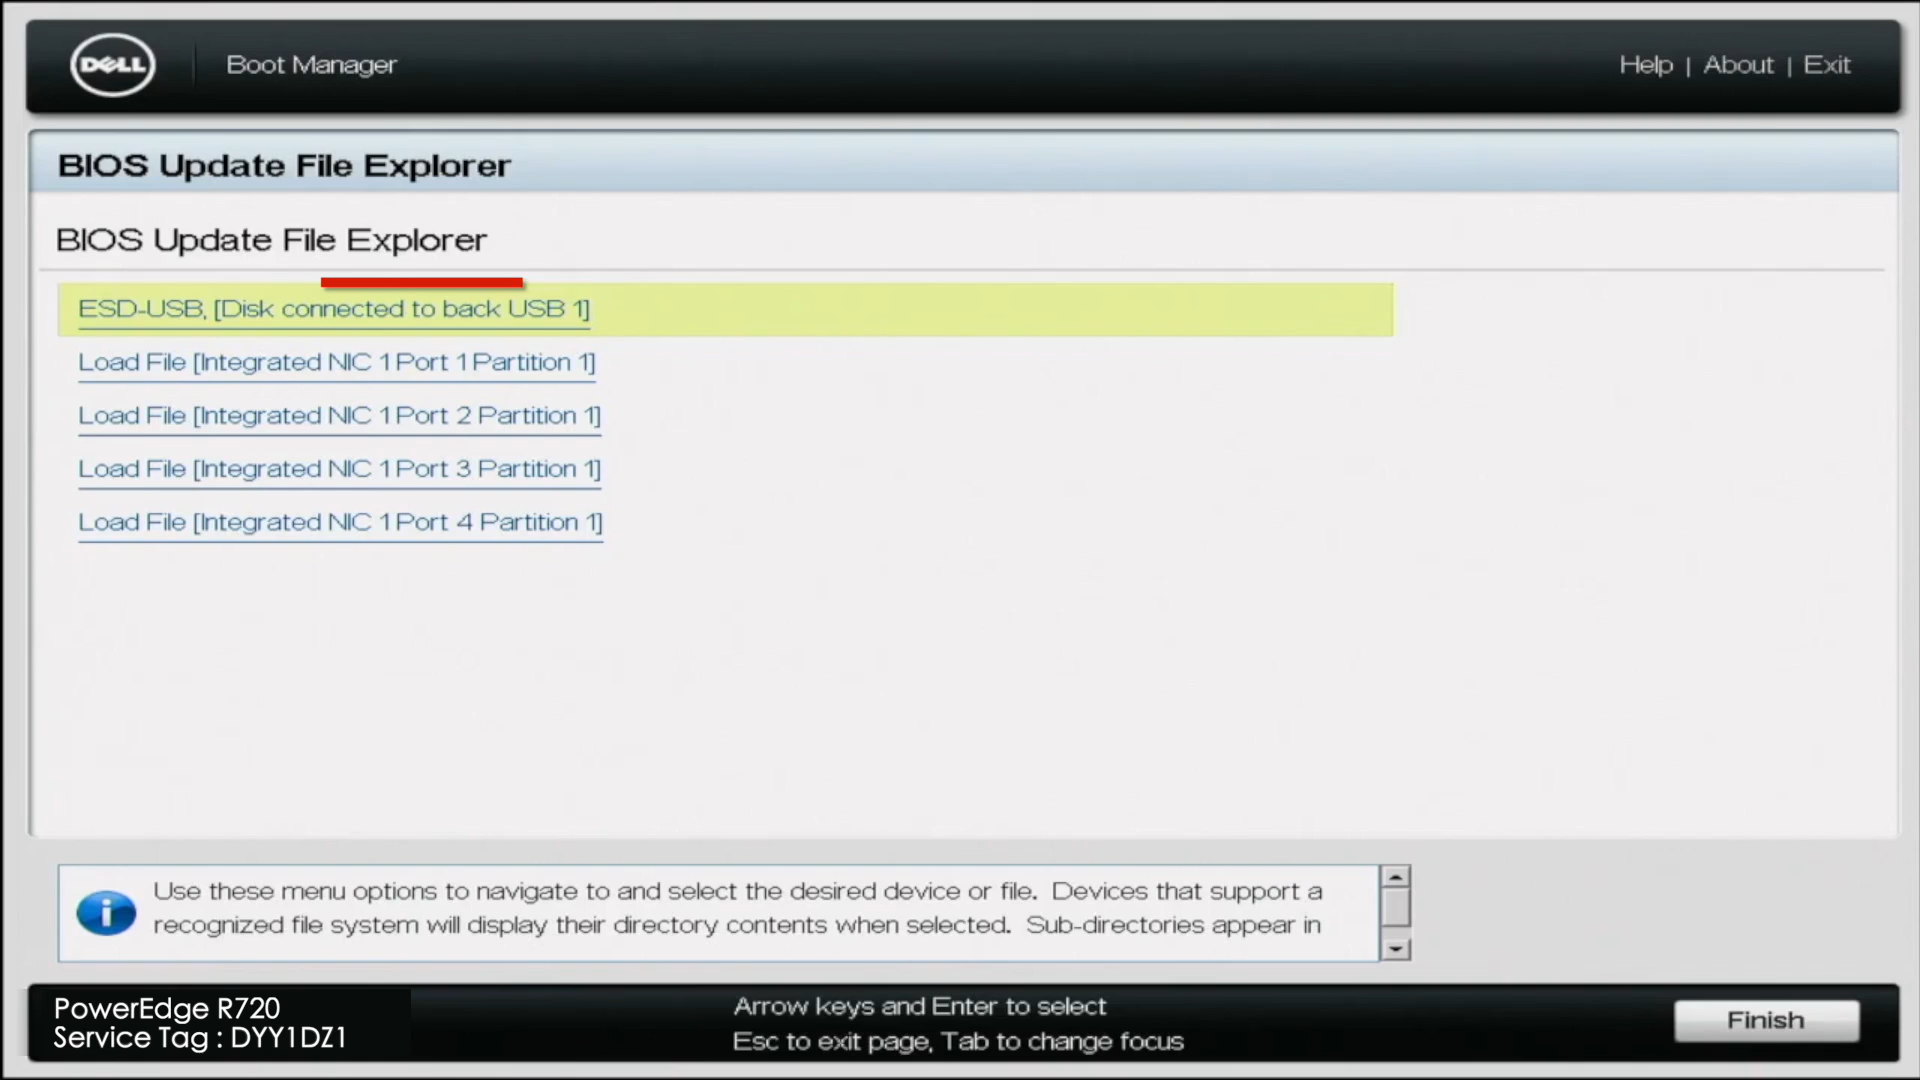 DELL
Boot Manager
Help | About | Exit
BIOS Update File Explorer
BIOS Update File Explorer
ESD-USB, [Disk connected to back USB 1]
Load File [Integrated NIC 1 Port 1 Partition 1]
Load File [Integrated NIC 1 Port 2 Partition 1]
Load File [Integrated NIC 1 Port 3 Partition 1]
Load File [Integrated NIC 1 Port 4 Partition 1]
Use these menu options to navigate to and select the desired device or file. Devices that support a
recognized file system will display their directory contents when selected. Sub-directories appear in
PowerEdge R720
Service Tag : DYY1DZ1
Arrow keys and Enter to select
Esc to exit page, Tab to change focus
Finish